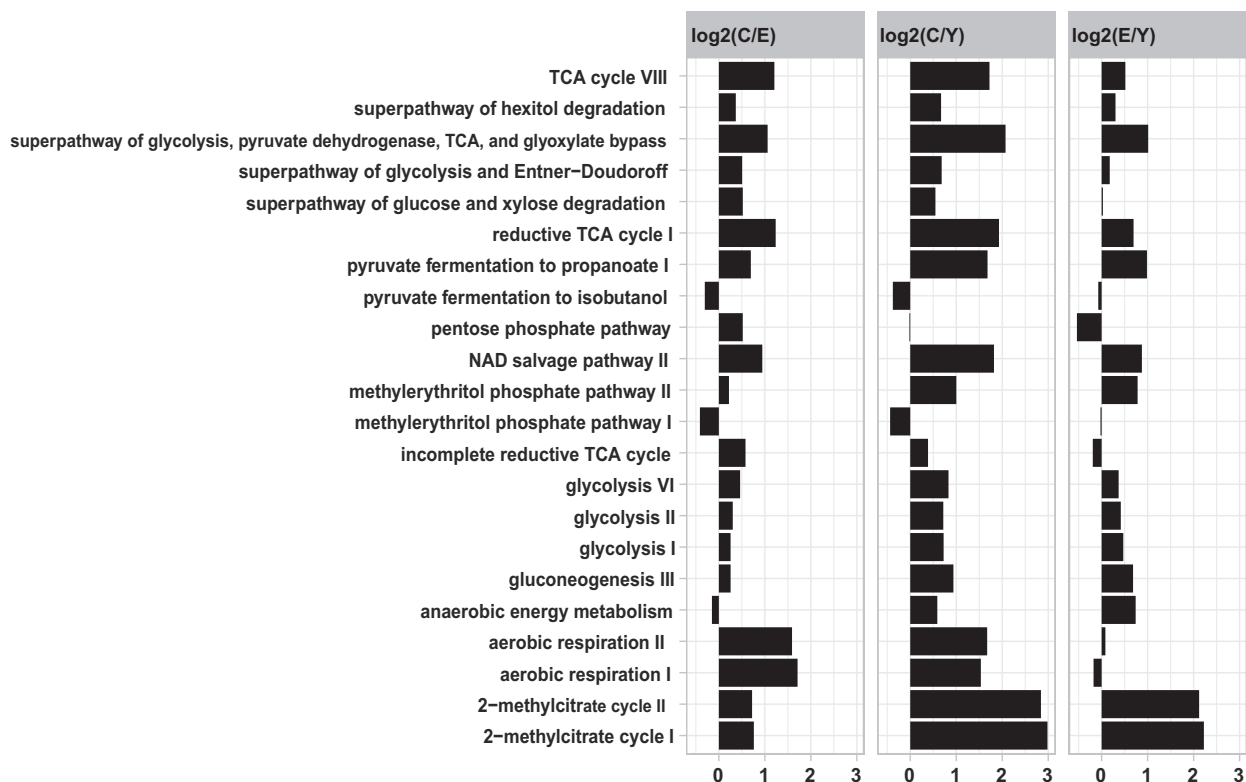 log2(C/E) log2(C/Y) log2(E/Y)
TCA cycle VIII
superpathway of hexitol degradation
superpathway of glycolysis, pyruvate dehydrogenase, TCA, and glyoxylate bypass
superpathway of glycolysis and Entner−Doudoroff
superpathway of glucose and xylose degradation
reductive TCA cycle I
pyruvate fermentation to propanoate I
pyruvate fermentation to isobutanol
pentose phosphate pathway
NAD salvage pathway II
methylerythritol phosphate pathway II
methylerythritol phosphate pathway I
incomplete reductive TCA cycle
glycolysis VI
glycolysis II
glycolysis I
gluconeogenesis III
anaerobic energy metabolism
aerobic respiration II
aerobic respiration I
2−methylcitrate cycle II
2−methylcitrate cycle I
0 1 2 3 0 1 2 3 0 1 2 3